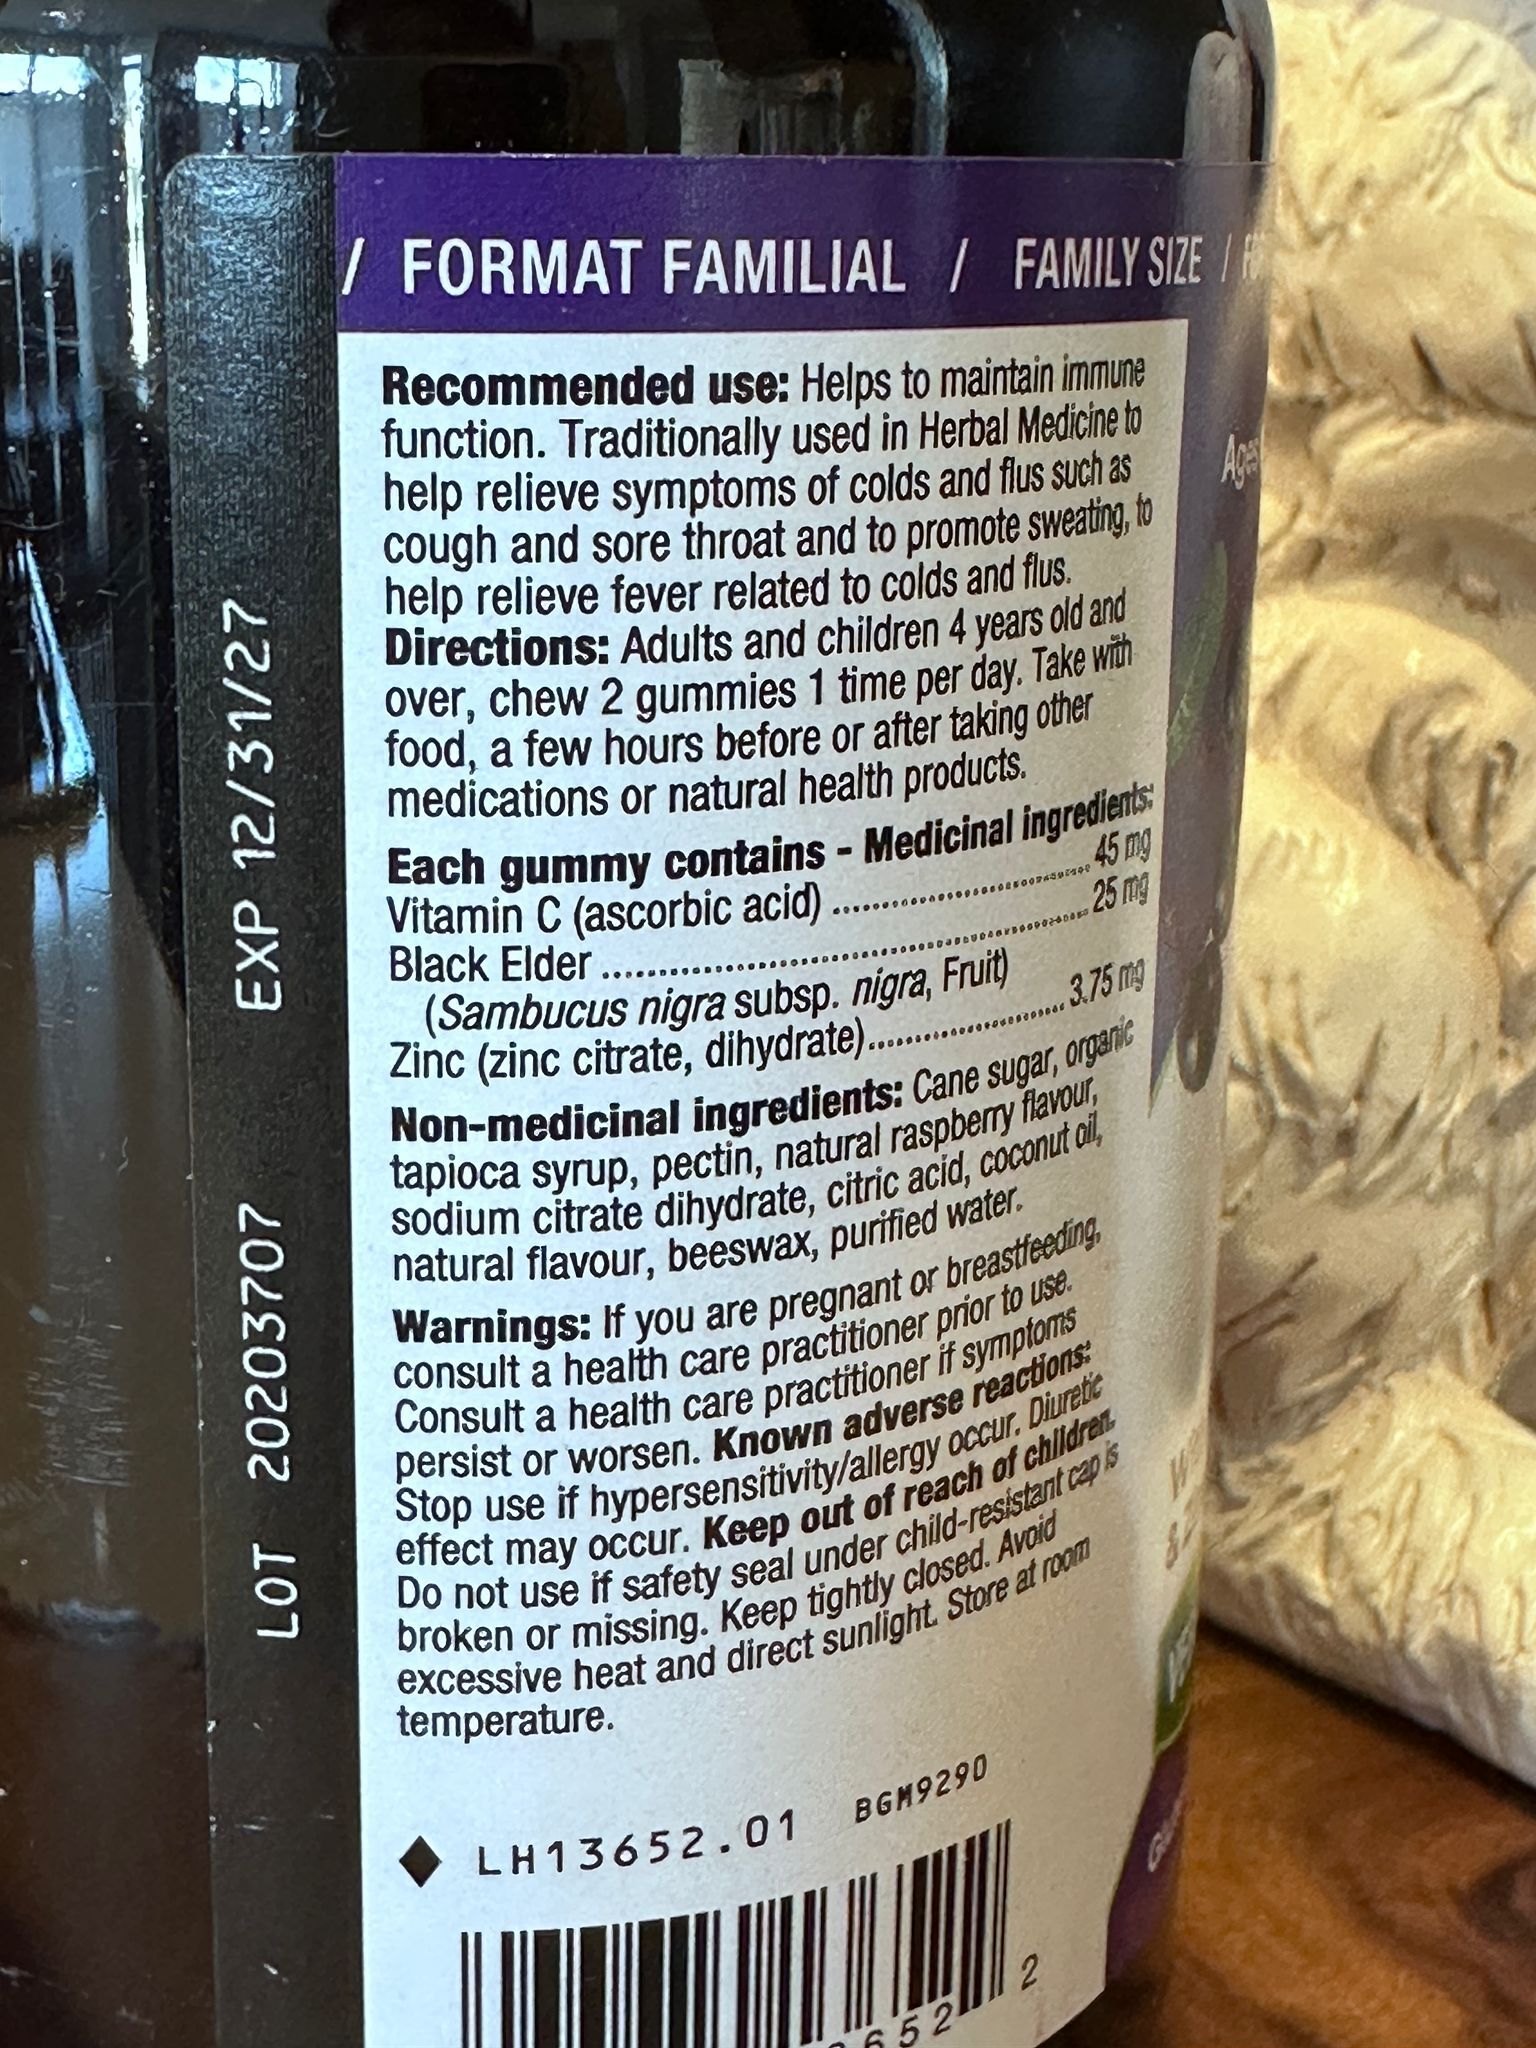 / FORMAT FAMILIAL / FAMILY SIZE /
Recommended use: Helps to maintain immune
function. Traditionally used in Herbal Medicine to
help relieve symptoms of colds and flus such as
cough and sore throat and to promote sweating, to
help relieve fever related to colds and flus.
Directions: Adults and children 4 years old and
over, chew 2 gummies 1 time per day. Take with
food, a few hours before or after taking other
medications or natural health products.
Each gummy contains - Medicinal ingredients:
Vitamin C (ascorbic acid) .......................... 45 mg
Black Elder .................................................. 25 mg
(Sambucus nigra subsp. nigra, Fruit)
Zinc (zinc citrate, dihydrate)...................... 3.75 mg
Non-medicinal ingredients: Cane sugar, organic
tapioca syrup, pectin, natural raspberry flavour,
sodium citrate dihydrate, citric acid, coconut oil,
natural flavour, beeswax, purified water.
Warnings: If you are pregnant or breastfeeding,
consult a health care practitioner prior to use.
Consult a health care practitioner if symptoms
persist or worsen. Known adverse reactions:
Stop use if hypersensitivity/allergy occur. Diuretic
effect may occur. Keep out of reach of children.
Do not use if safety seal under child-resistant cap is
broken or missing. Keep tightly closed. Avoid
excessive heat and direct sunlight. Store at room
temperature.
LH13652.01 BGM9290
652 2
LOT 20203707 EXP 12/31/27
Ages